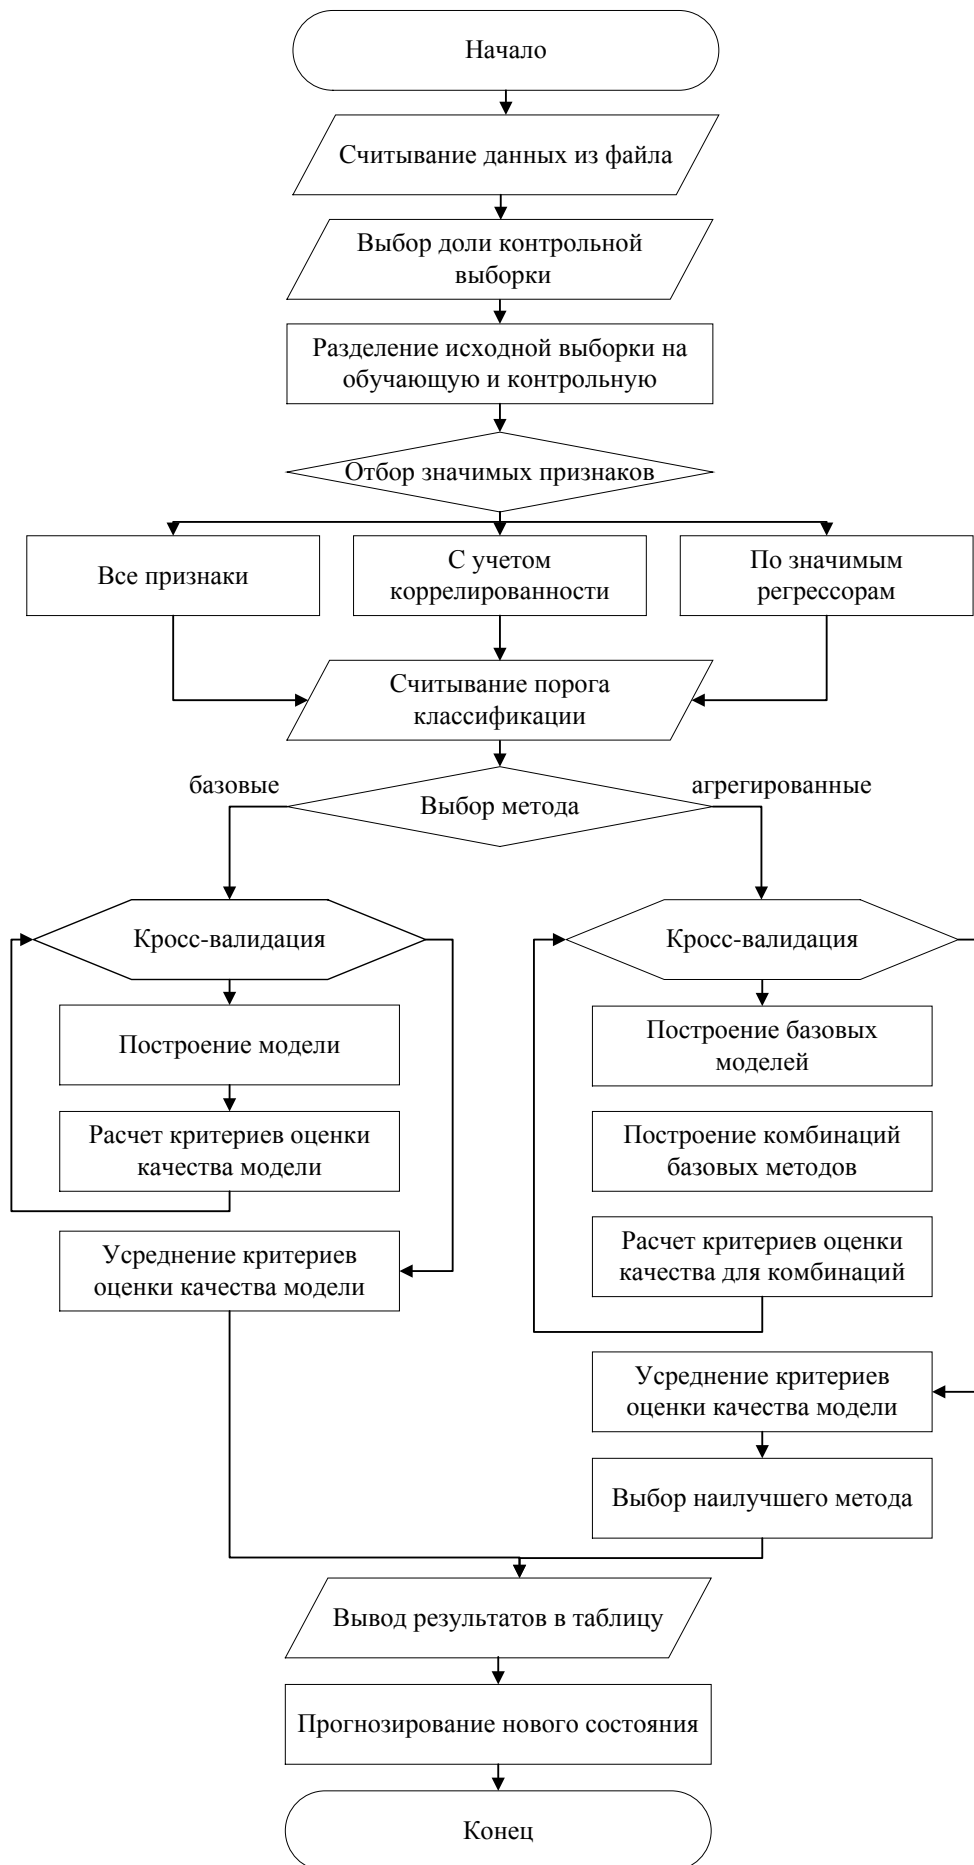 Начало
Считывание данных из файла
Выбор доли контрольной
выборки
Разделение исходной выборки на
обучающую и контрольную
Отбор значимых признаков
Все признаки
С учетом
коррелированности
По значимым
регрессорам
Считывание порога
классификации
базовые
Выбор метода
агрегированные
Кросс-валидация
Построение модели
Расчет критериев оценки
качества модели
Усреднение критериев
оценки качества модели
Кросс-валидация
Построение базовых
моделей
Построение комбинаций
базовых методов
Расчет критериев оценки
качества для комбинаций
Усреднение критериев
оценки качества модели
Выбор наилучшего метода
Вывод результатов в таблицу
Прогнозирование нового состояния
Конец